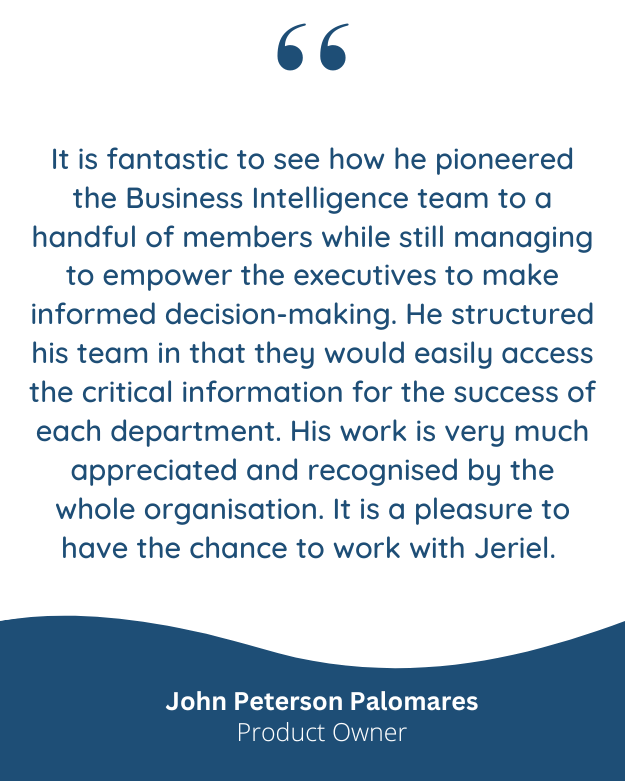 “
It is fantastic to see how he pioneered
the Business Intelligence team to a
handful of members while still managing
to empower the executives to make
informed decision-making. He structured
his team in that they would easily access
the critical information for the success of
each department. His work is very much
appreciated and recognised by the
whole organisation. It is a pleasure to
have the chance to work with Jeriel.
John Peterson Palomares
Product Owner